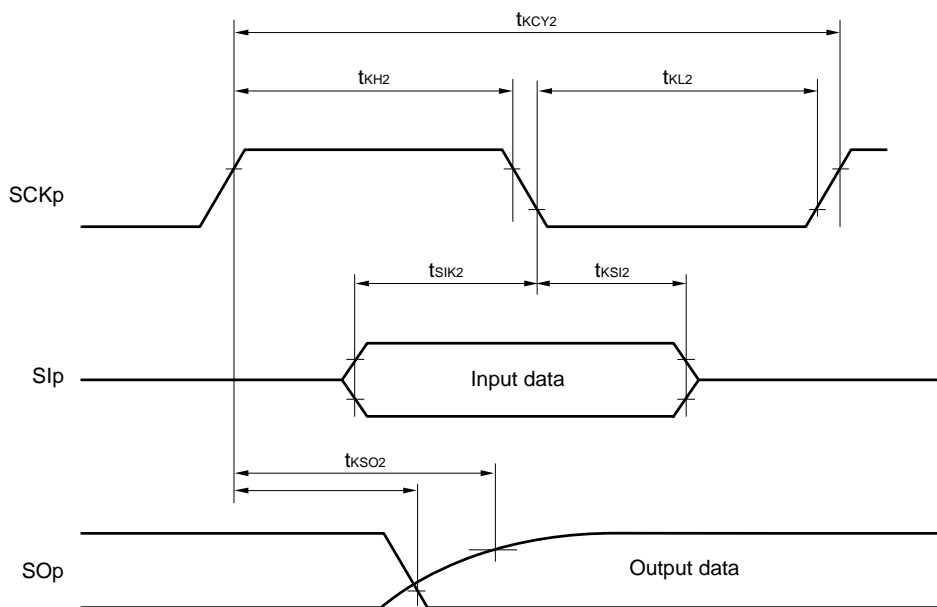 tKCY2
tKH2
tKL2
SCKp
tSIK2
tKSI2
SIp
Input data
tKSO2
SOp
Output data